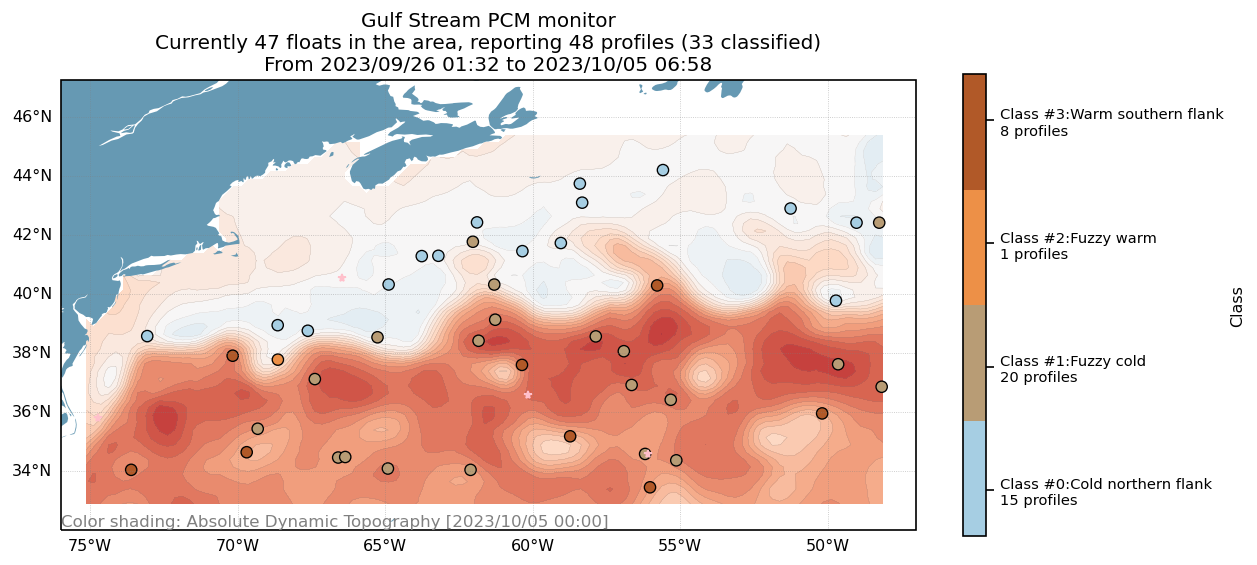 Gulf Stream PCM monitor
Currently 47 floats in the area, reporting 48 profiles (33 classified)
From 2023/09/26 01:32 to 2023/10/05 06:58
46°N
44°N
42°N
40°N
38°N
36°N
34°N
Color shading: Absolute Dynamic Topography [2023/10/05 00:00]
75°W
70°W
65°W
60°W
55°W
50°W
Class #3:Warm southern flank
8 profiles
Class #2:Fuzzy warm
1 profiles
Class #1:Fuzzy cold
20 profiles
Class #0:Cold northern flank
15 profiles
Class